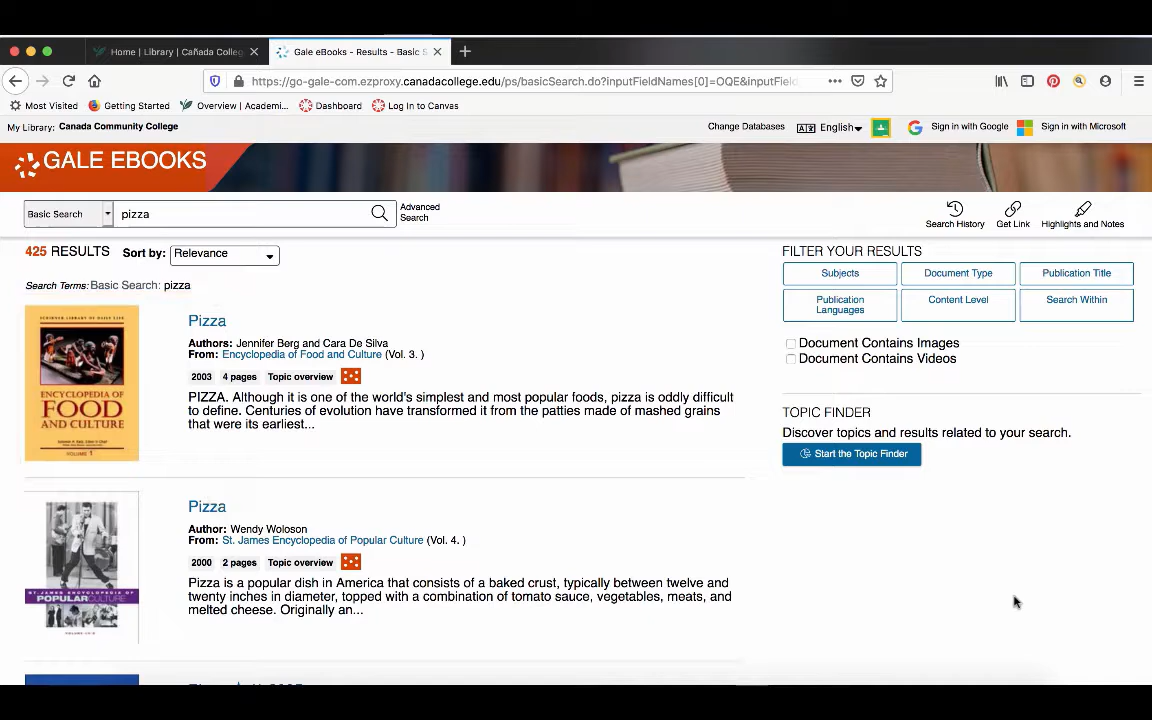 Home | Library | Cañada Colleg
Gale eBooks - Results - Basic S
https://go-gale-com.ezproxy.canadacollege.edu/ps/basicSearch.do?inputFieldNames[0]=OQE&inputField
Most Visited Getting Started Overview | Academi... Dashboard Log In to Canvas
My Library: Canada Community College
Change Databases English Sign in with Google Sign in with Microsoft
GALE EBOOKS
Basic Search pizza
Advanced
Search
Search History Get Link Highlights and Notes
425 RESULTS Sort by: Relevance
Search Terms: Basic Search: pizza
ENCYCLOPEDIA OF
FOOD
AND CULTURE
VOLUME 1
Pizza
Authors: Jennifer Berg and Cara De Silva
From: Encyclopedia of Food and Culture (Vol. 3. )
2003 4 pages Topic overview
PIZZA. Although it is one of the world's simplest and most popular foods, pizza is oddly difficult
to define. Centuries of evolution have transformed it from the patties made of mashed grains
that were its earliest...
ST. JAMES ENCYCLOPEDIA OF
POPULAR CULTURE
Pizza
Author: Wendy Woloson
From: St. James Encyclopedia of Popular Culture (Vol. 4. )
2000 2 pages Topic overview
Pizza is a popular dish in America that consists of a baked crust, typically between twelve and
twenty inches in diameter, topped with a combination of tomato sauce, vegetables, meats, and
melted cheese. Originally an...
FILTER YOUR RESULTS
Subjects Document Type Publication Title
Publication
Languages
Content Level Search Within
Document Contains Images
Document Contains Videos
TOPIC FINDER
Discover topics and results related to your search.
Start the Topic Finder